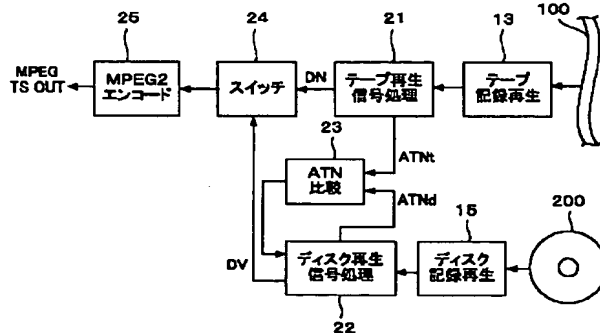 25
24
21
13
100
MPEG
TS OUT
MPEG2
エンコード
スイッチ
DN
テープ再生
信号処理
テープ
記録再生
23
ATNt
ATN
比較
ATNd
15
200
DV
ディスク再生
信号処理
ディスク
記録再生
22